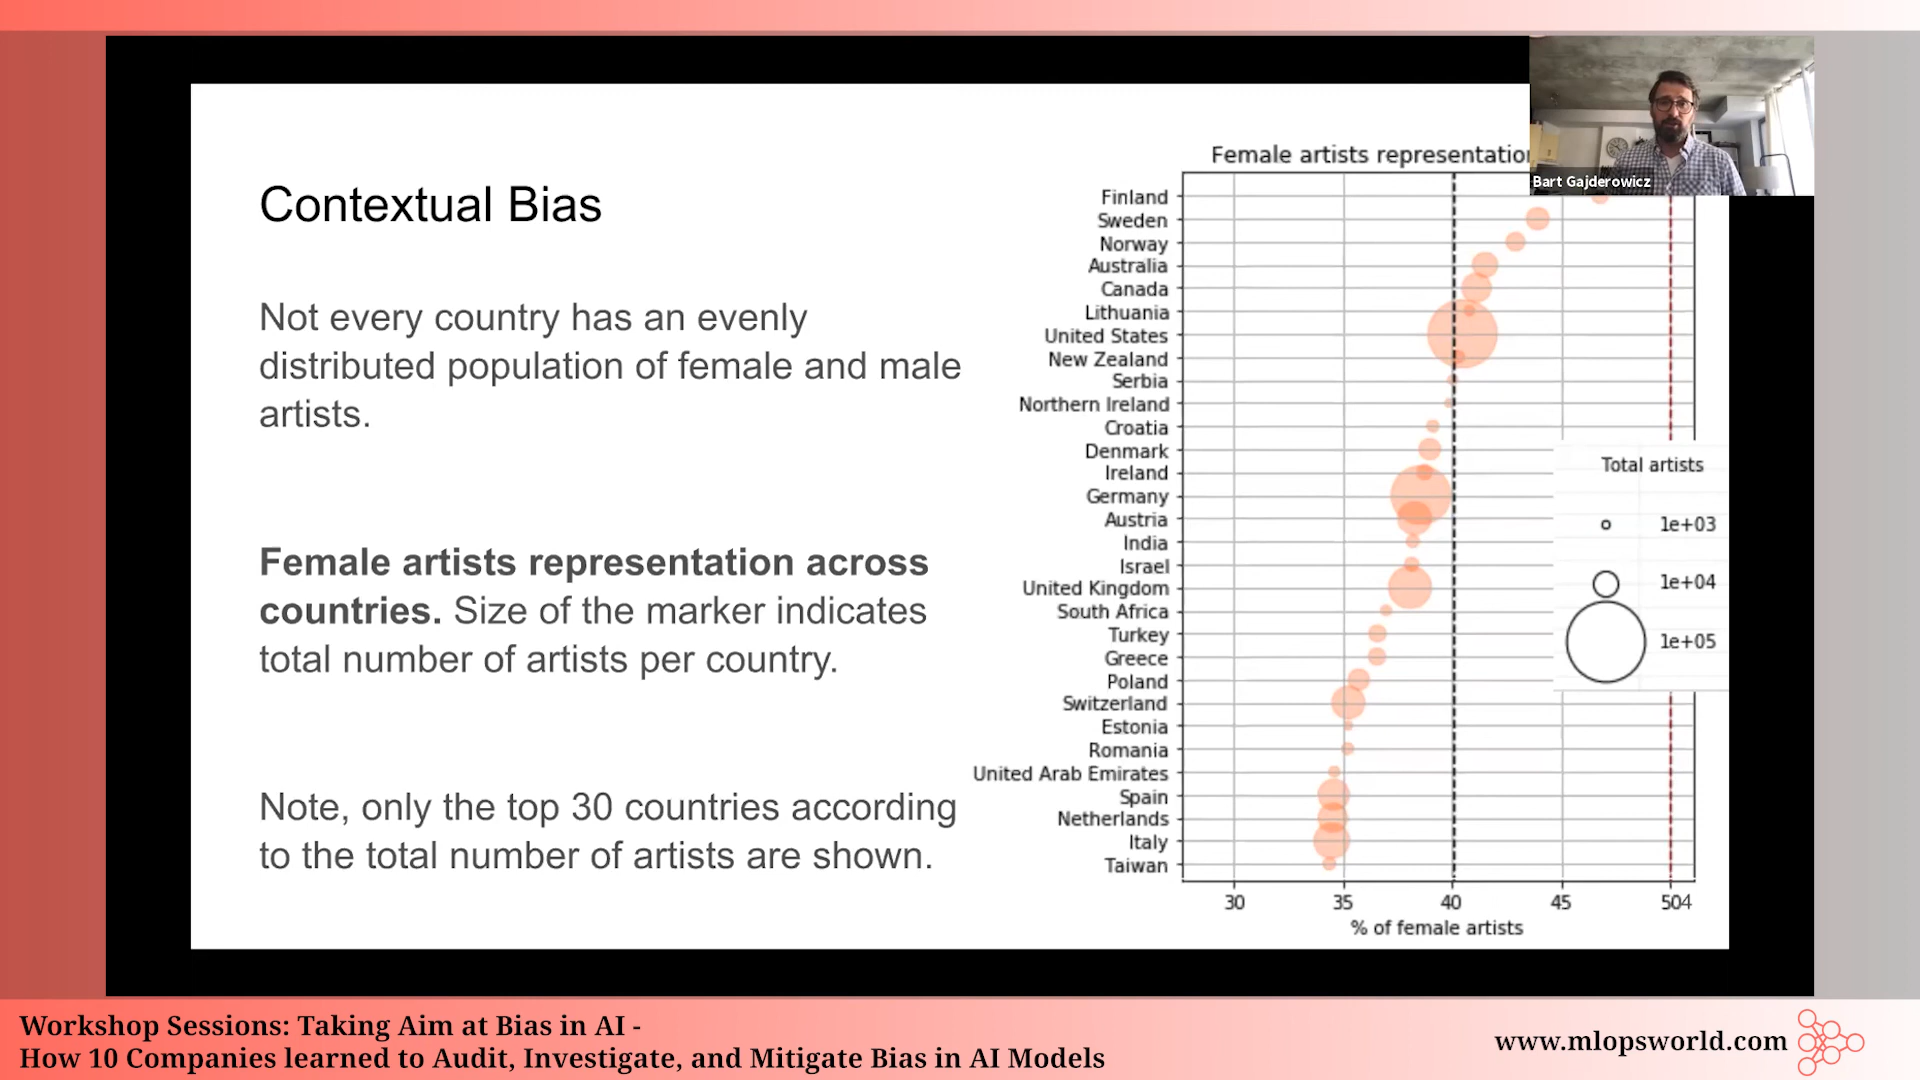 Bart Gajderowicz
Contextual Bias
Not every country has an evenly
distributed population of female and male
artists.
Female artists representation across
countries. Size of the marker indicates
total number of artists per country.
Note, only the top 30 countries according
to the total number of artists are shown.
Female artists representation
Finland
Sweden
Norway
Australia
Canada
Lithuania
United States
New Zealand
Serbia
Northern Ireland
Croatia
Denmark
Ireland
Germany
Austria
India
Israel
United Kingdom
South Africa
Turkey
Greece
Poland
Switzerland
Estonia
Romania
United Arab Emirates
Spain
Netherlands
Italy
Taiwan
Total artists
1e+03
1e+04
1e+05
30 35 40 45 504
% of female artists
Workshop Sessions: Taking Aim at Bias in AI -
How 10 Companies learned to Audit, Investigate, and Mitigate Bias in AI Models
www.mlopsworld.com